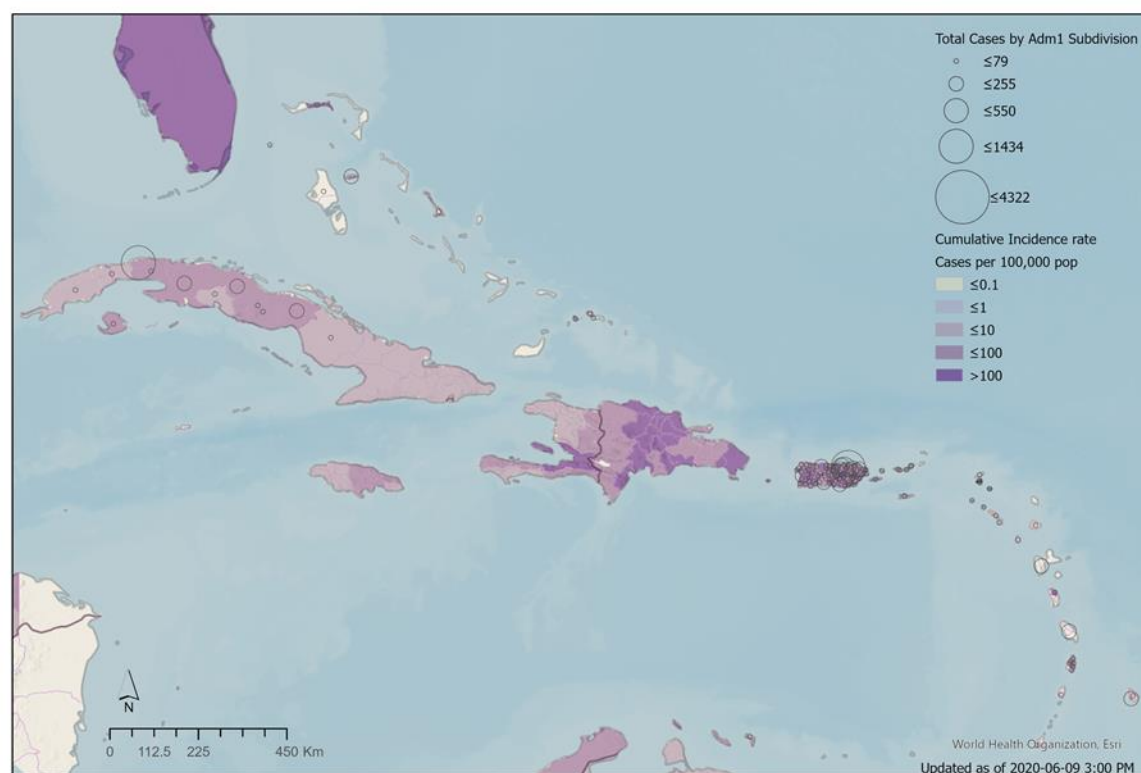 Total Cases by Adm1 Subdivision
≤79
≤255
≤550
≤1434
≤4322
Cumulative Incidence rate
Cases per 100,000 pop
≤0.1
≤1
≤10
≤100
>100
N
0 112.5 225 450 Km
World Health Organization, Esri
Updated as of 2020-06-09 3:00 PM